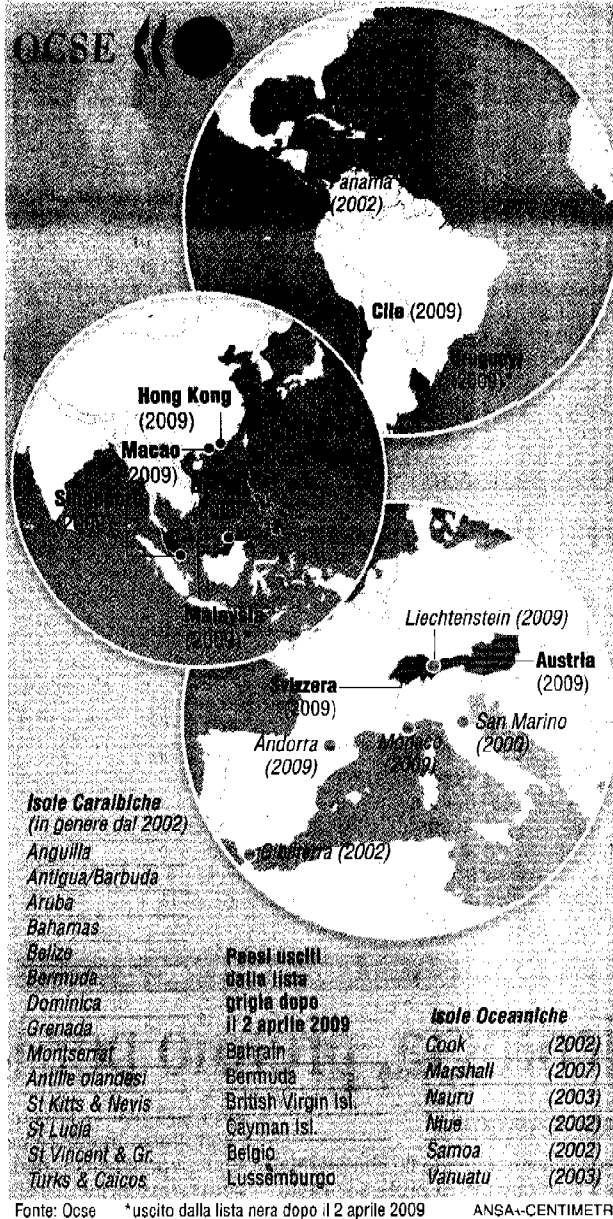 OCSE
Panama
(2002)
Cile (2009)
Uruguay*
(2009)
Hong Kong
(2009)
Macao
(2009)
(2009)
Malaysia*
(2009)
Liechtenstein (2009)
Austria
(2009)
Svizzera
(2009)
San Marino
(2000)
Andorra
(2009)
Monaco
(2009)
Gibilterra (2002)
Isole Caraibiche
(in genere dal 2002)
Anguilla
Antigua/Barbuda
Aruba
Bahamas
Belize
Bermuda
Dominica
Grenada
Montserrat
Antille olandesi
St Kitts & Nevis
St Lucia
St Vincent & Gr.
Turks & Caicos
Paesi usciti
dalla lista
grigia dopo
il 2 aprile 2009
Bahrain
Bermuda
British Virgin Isl.
Cayman Isl.
Belgio
Lussemburgo
Isole Oceaniche
Cook (2002)
Marshall (2007)
Nauru (2003)
Niue (2002)
Samoa (2002)
Vanuatu (2003)
Fonte: Ocse *uscito dalla lista nera dopo il 2 aprile 2009 ANSA-CENTIMETR